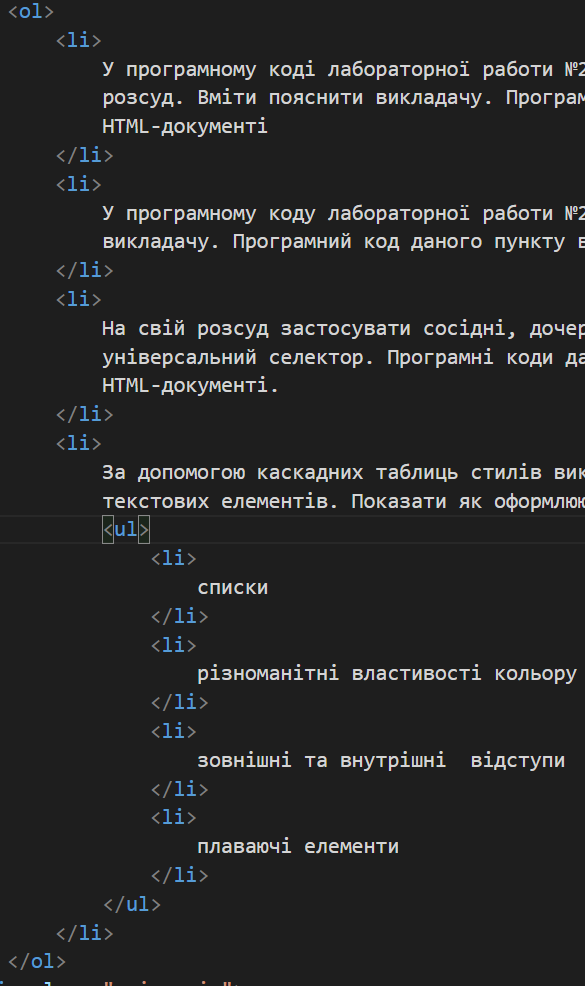 <ol>
<li>
У програмному коді лабораторної работи №2
розсуд. Вміти пояснити викладачу. Програм
HTML-документі
</li>
<li>
У програмному коду лабораторної работи №2
викладачу. Програмний код даного пункту в
</li>
<li>
На свій розсуд застосувати сосідні, дочер
універсальний селектор. Програмні коди да
HTML-документі.
</li>
<li>
За допомогою каскадних таблиць стилів вик
текстових елементів. Показати як оформлюю
<ul>
<li>
списки
</li>
<li>
різноманітні властивості кольору
</li>
<li>
зовнішні та внутрішні  відступи
</li>
<li>
плаваючі елементи
</li>
</ul>
</li>
</ol>